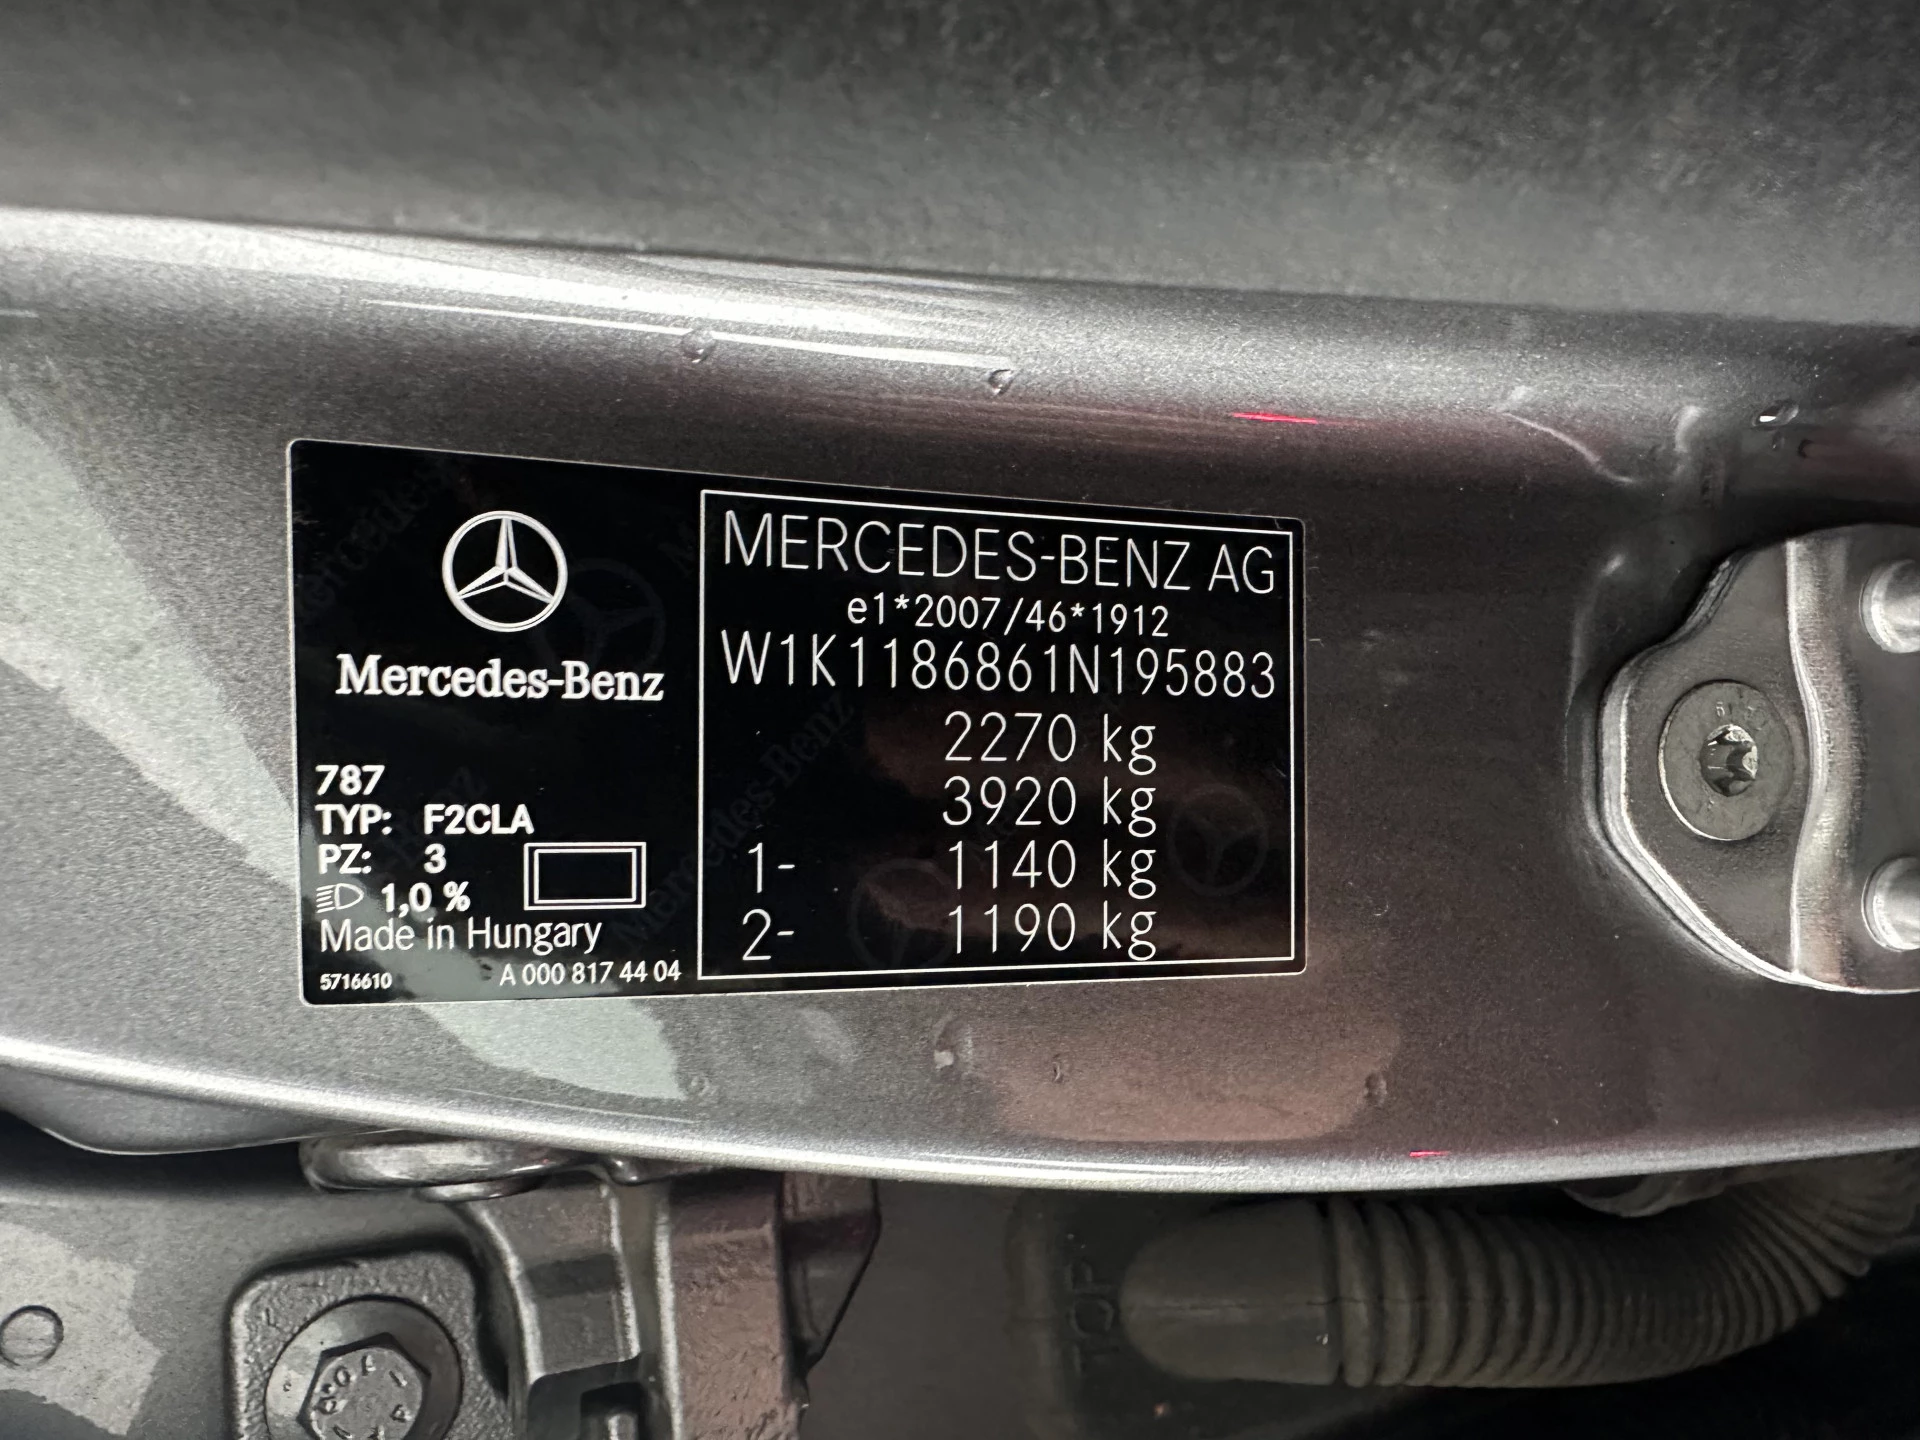 Mercedes-Benz
787
TYP: F2CLA
PZ: 3
1,0 %
Made in Hungary
5716610 A 000 817 44 04
MERCEDES-BENZ AG
e1*2007/46*1912
W1K1186861N195883
2270 kg
3920 kg
1- 1140 kg
2- 1190 kg
TOP